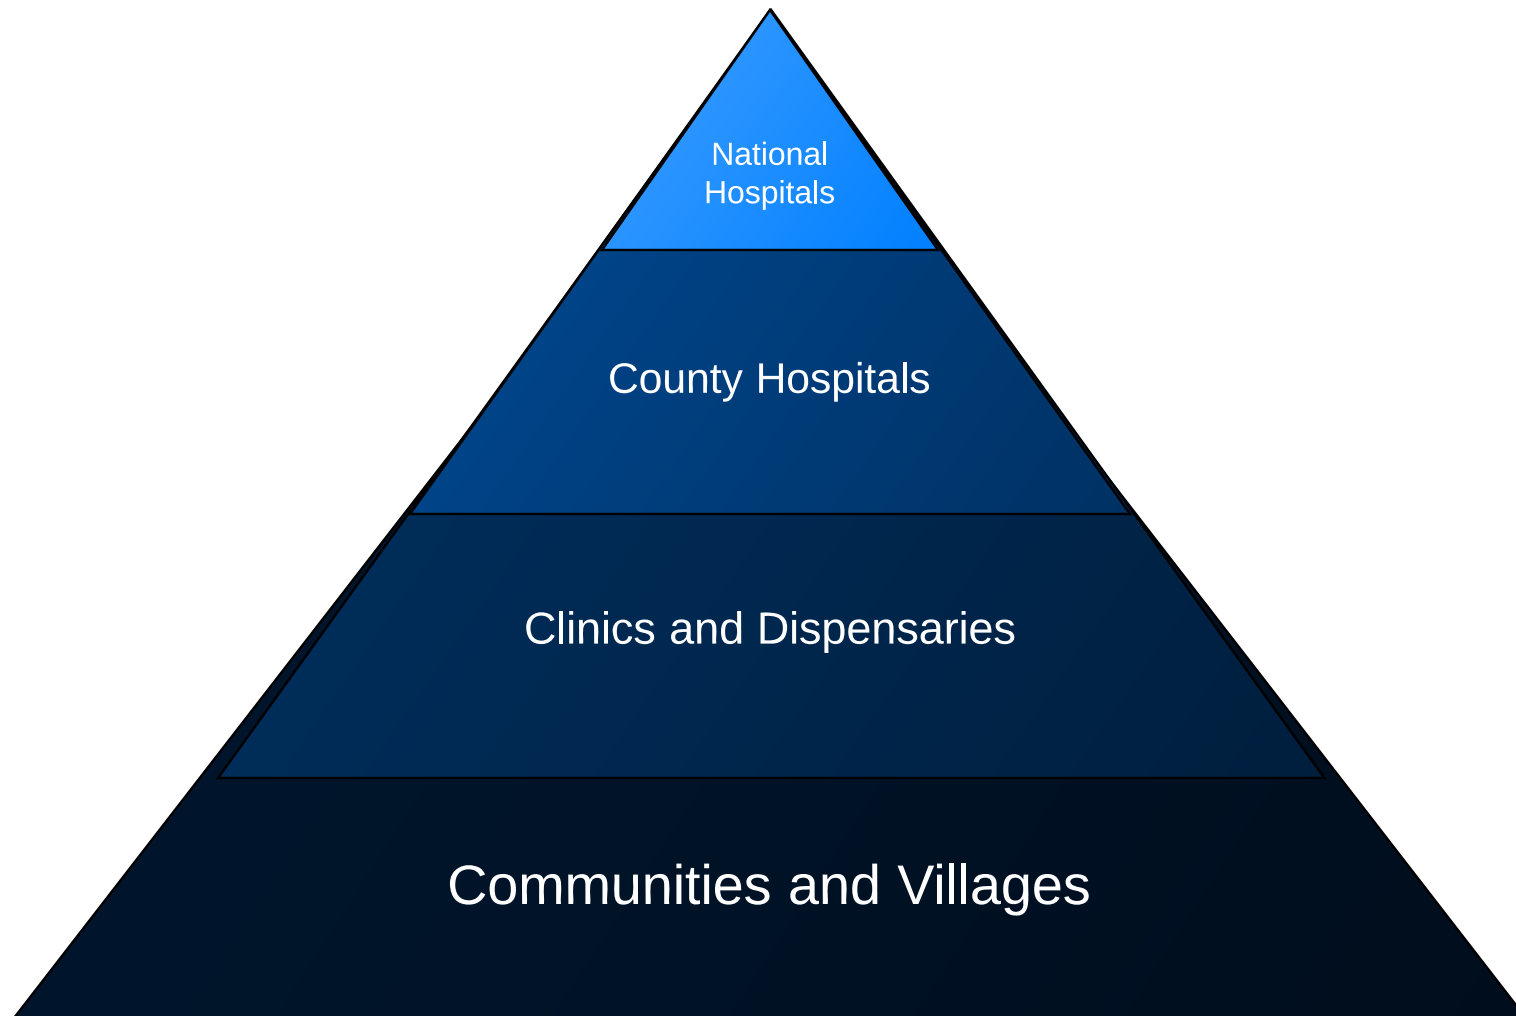 National
Hospitals
County Hospitals
Clinics and Dispensaries
Communities and Villages